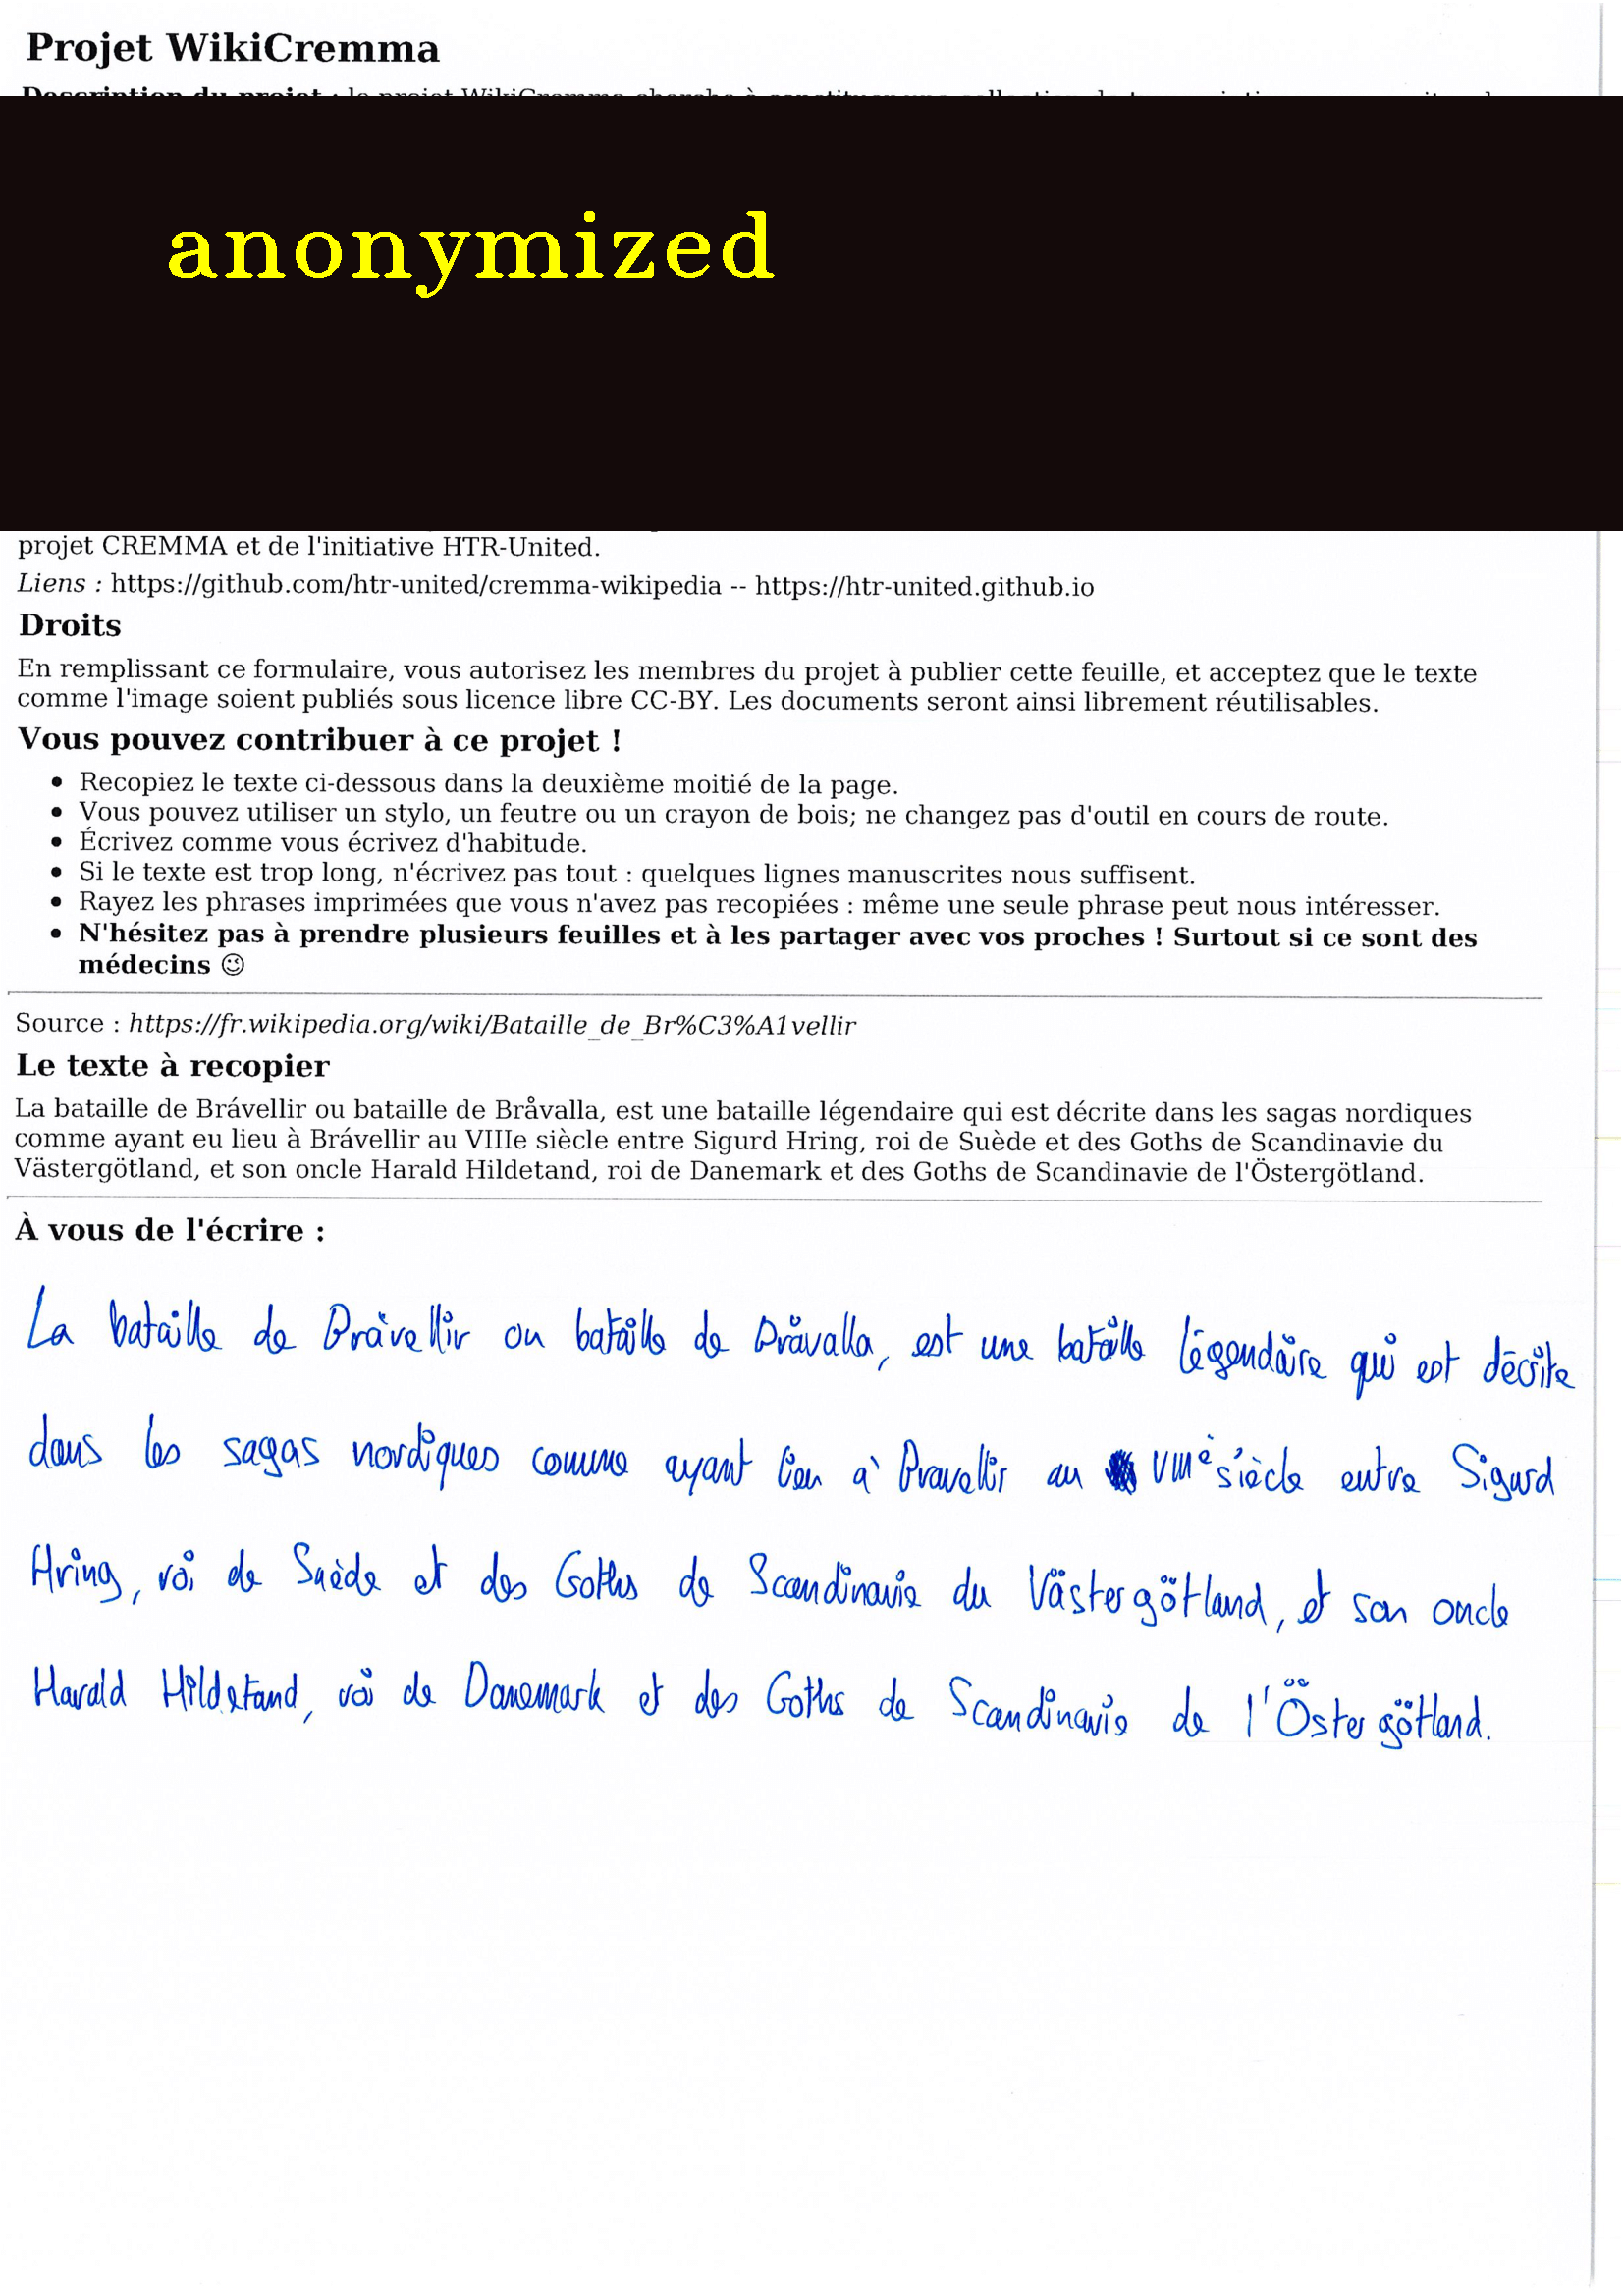 Projet WikiCremma
anonymized
projet CREMMA et de l'initiative HTR-United.
Liens : https://github.com/htr-united/cremma-wikipedia -- https://htr-united.github.io
Droits
En remplissant ce formulaire, vous autorisez les membres du projet à publier cette feuille, et acceptez que le texte
comme l'image soient publiés sous licence libre CC-BY. Les documents seront ainsi librement réutilisables.
Vous pouvez contribuer à ce projet !
• Recopiez le texte ci-dessous dans la deuxième moitié de la page.
• Vous pouvez utiliser un stylo, un feutre ou un crayon de bois; ne changez pas d'outil en cours de route.
• Écrivez comme vous écrivez d'habitude.
• Si le texte est trop long, n'écrivez pas tout : quelques lignes manuscrites nous suffisent.
• Rayez les phrases imprimées que vous n'avez pas recopiées : même une seule phrase peut nous intéresser.
• N'hésitez pas à prendre plusieurs feuilles et à les partager avec vos proches ! Surtout si ce sont des
médecins 😉
Source : https://fr.wikipedia.org/wiki/Bataille_de_Br%C3%A1vellir
Le texte à recopier
La bataille de Brávellir ou bataille de Bråvalla, est une bataille légendaire qui est décrite dans les sagas nordiques
comme ayant eu lieu à Brávellir au VIIIe siècle entre Sigurd Hring, roi de Suède et des Goths de Scandinavie du
Västergötland, et son oncle Harald Hildetand, roi de Danemark et des Goths de Scandinavie de l'Östergötland.
À vous de l'écrire :
La bataille de Bràvellir ou bataille de Bråvalla, est une bataille légendaire qui est décrite
dans les sagas nordiques comme ayant lieu à Bravellir au VIIIè siècle entre Sigurd
Hring, roi de Suède et des Goths de Scandinavie du Västergötland, et son oncle
Harald Hildetand, roi de Danemark et des Goths de Scandinavie de l'Östergötland.